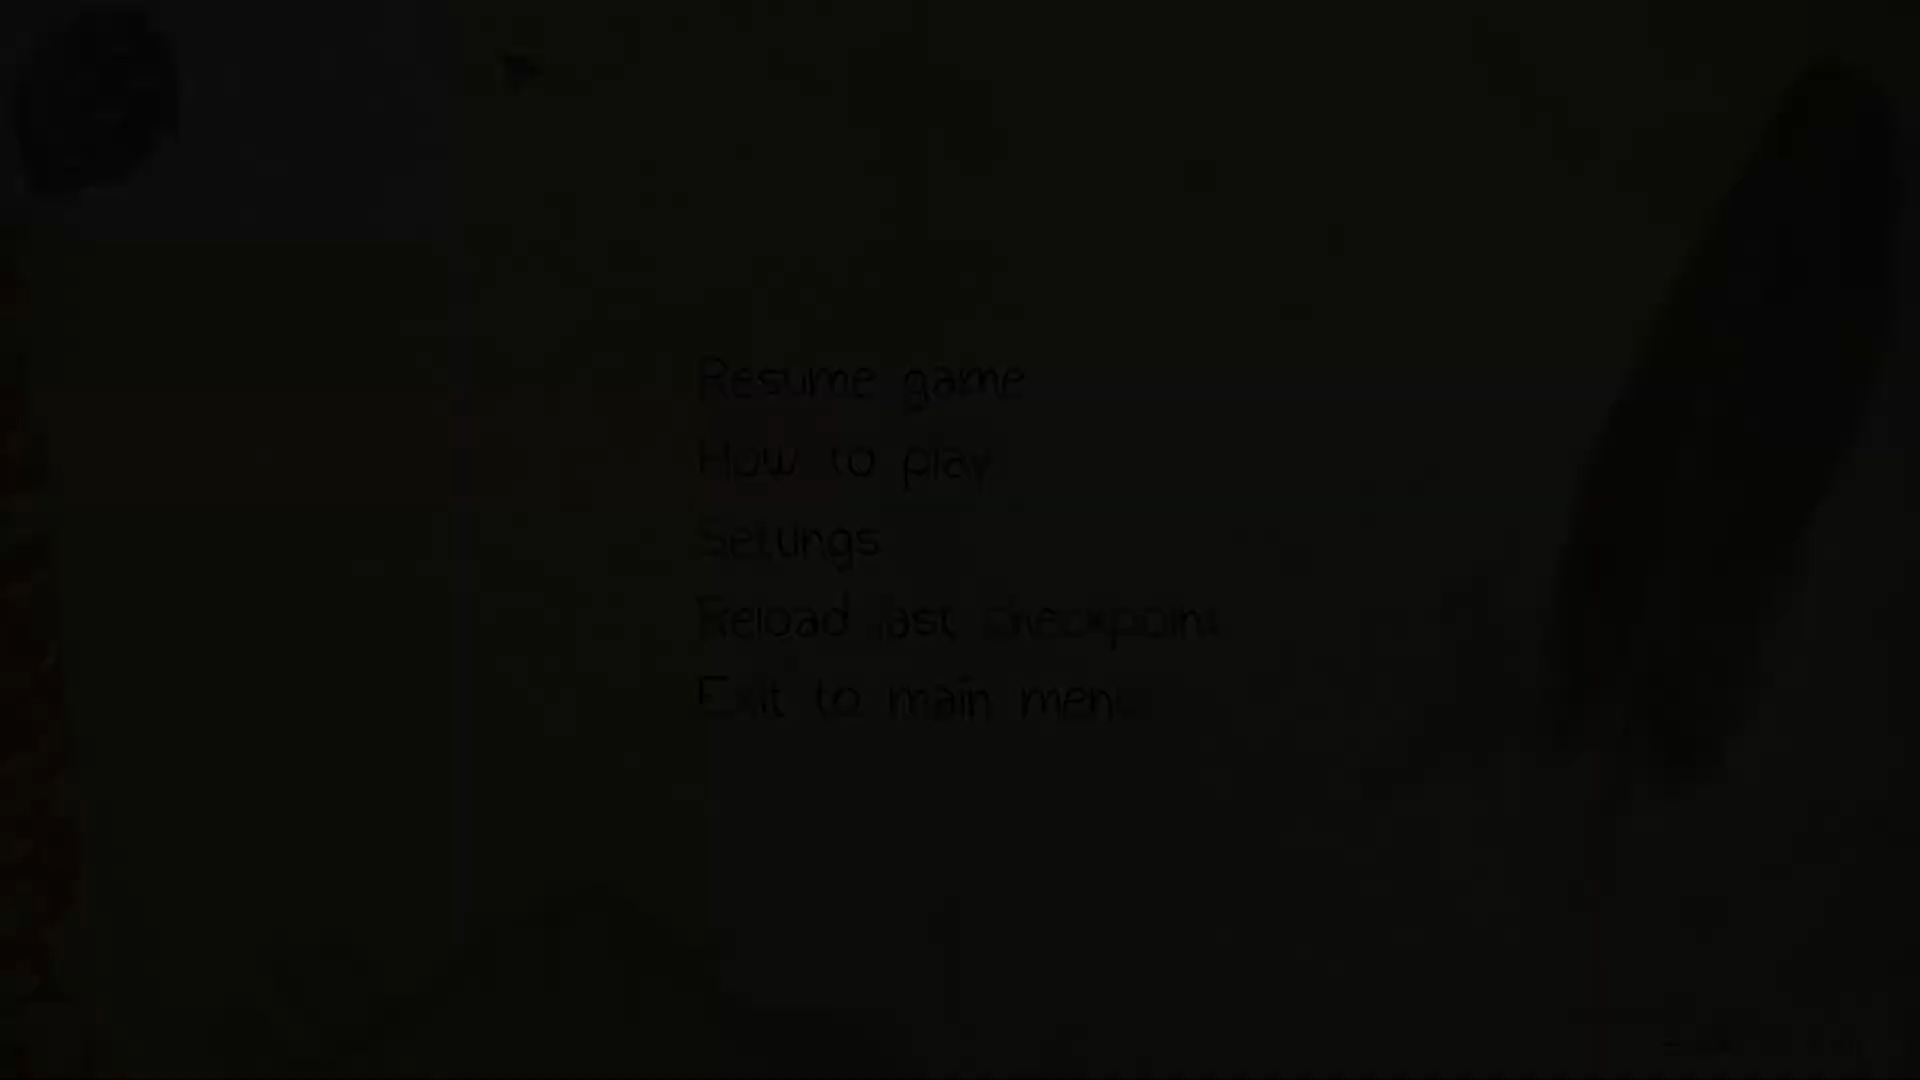 Resume game
How to play
Settings
Reload last checkpoint
Exit to main menu